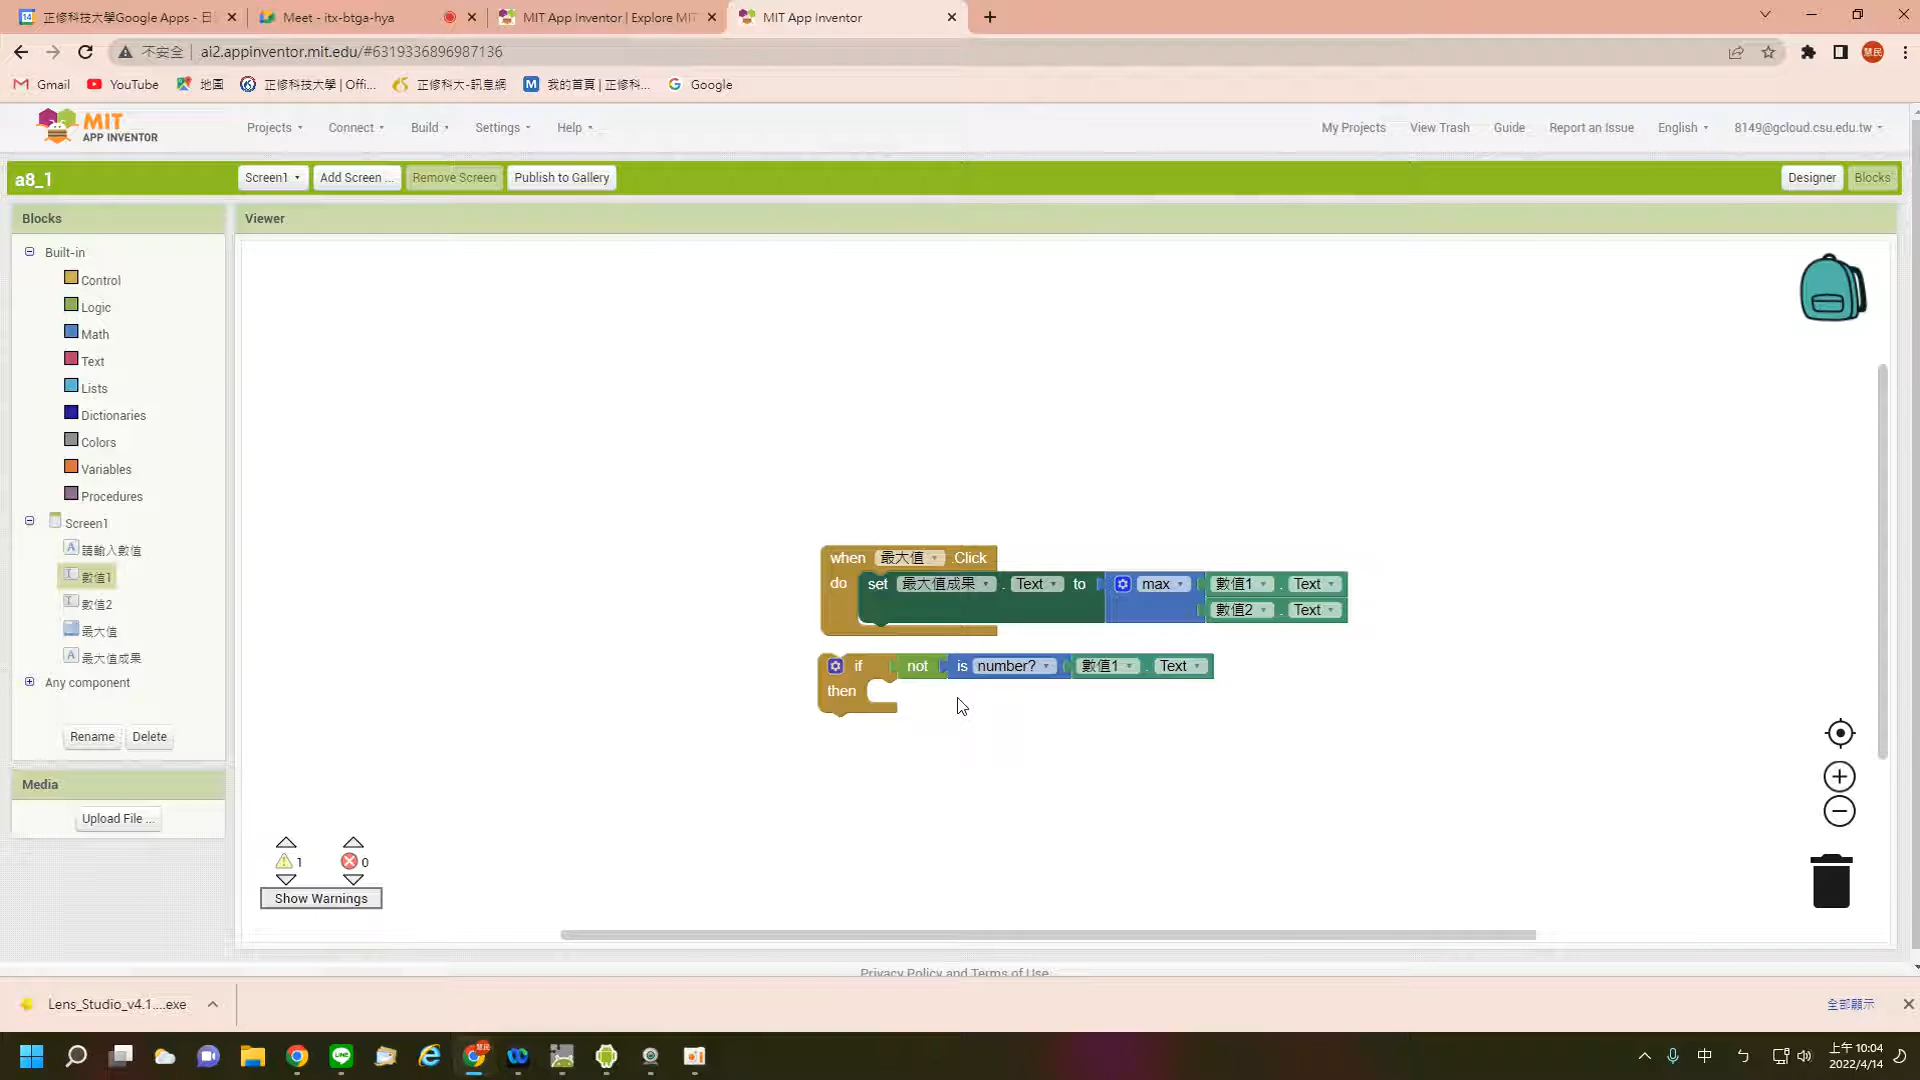 正修科技大學Google Apps - 日
Meet - itx-btga-hya
MIT App Inventor | Explore MIT
MIT App Inventor
不安全
ai2.appinventor.mit.edu/#6319336896987136
慧民
Gmail
YouTube
地圖
正修科技大學 | Offi...
正修科大-訊息網
我的首頁 | 正修科...
Google
MIT
APP INVENTOR
Projects
Connect
Build
Settings
Help
My Projects
View Trash
Guide
Report an Issue
English
8149@gcloud.csu.edu.tw
a8_1
Screen1
Add Screen ...
Remove Screen
Publish to Gallery
Designer
Blocks
Blocks
Viewer
Built-in
Control
Logic
Math
Text
Lists
Dictionaries
Colors
Variables
Procedures
Screen1
請輸入數值
數值1
數值2
最大值
最大值成果
Any component
Rename
Delete
Media
Upload File ...
when 最大值 .Click
do set 最大值成果 . Text to max 數值1 . Text
數值2 . Text
if not is number? 數值1 . Text
then
1
0
Show Warnings
Privacy Policy and Terms of Use
Lens_Studio_v4.1....exe
全部顯示
中
上午 10:04
2022/4/14